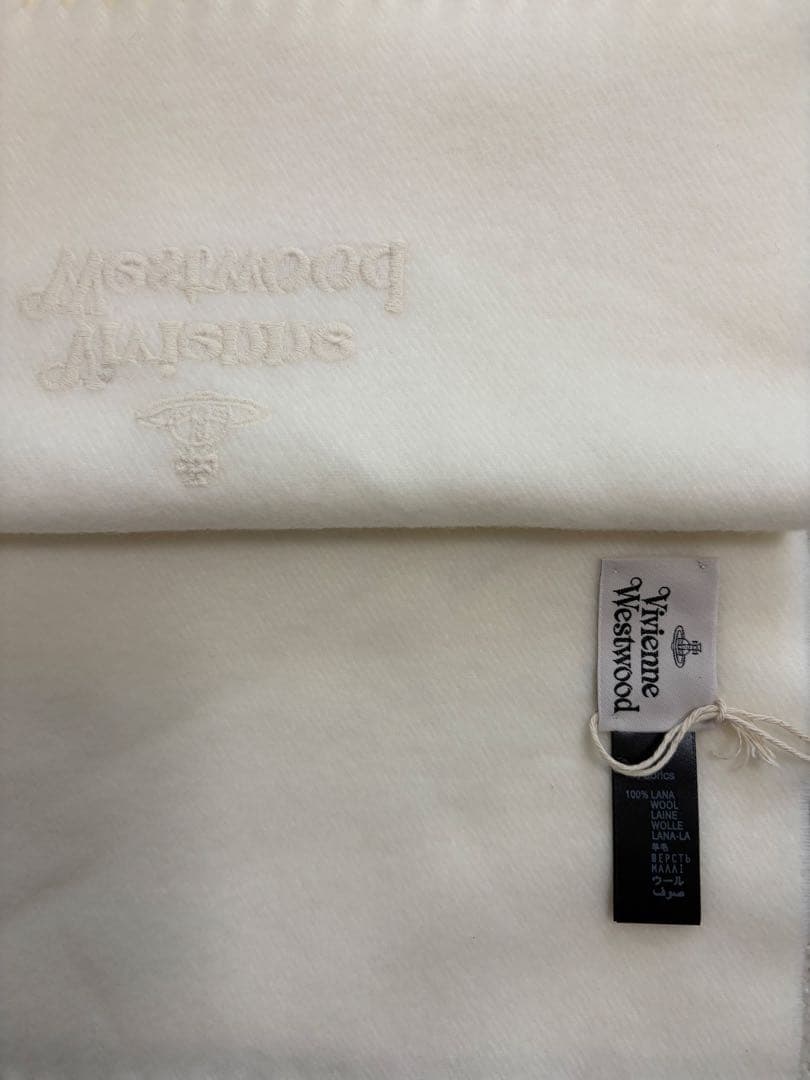 Vivienne
Westwood
Vivienne
Westwood
Fabrics
100% LANA
WOOL
LAINE
WOLLE
LANA-LA
羊毛
ШЕРСТЬ
ΜΑΛΛΙ
ウール
صوف